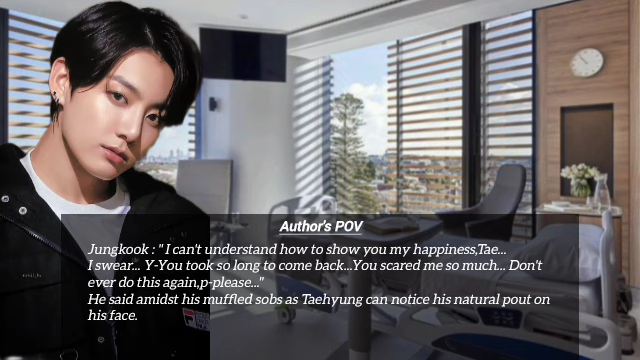 Author's POV
Jungkook : " I can't understand how to show you my happiness,Tae...
I swear... Y-You took so long to come back...You scared me so much... Don't
ever do this again,p-please..."
He said amidst his muffled sobs as Taehyung can notice his natural pout on
his face.